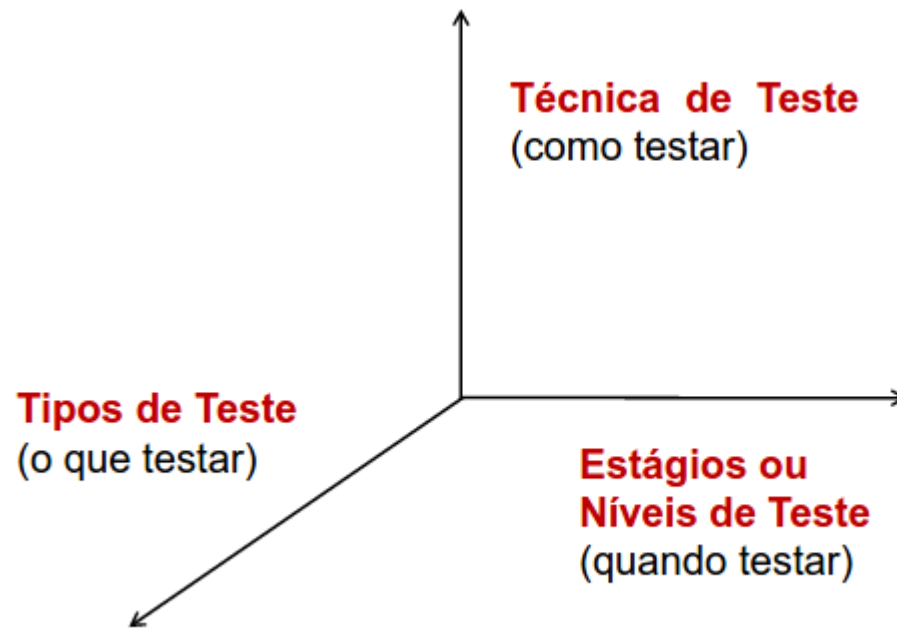 Técnica de Teste
(como testar)
Tipos de Teste
(o que testar)
Estágios ou
Níveis de Teste
(quando testar)